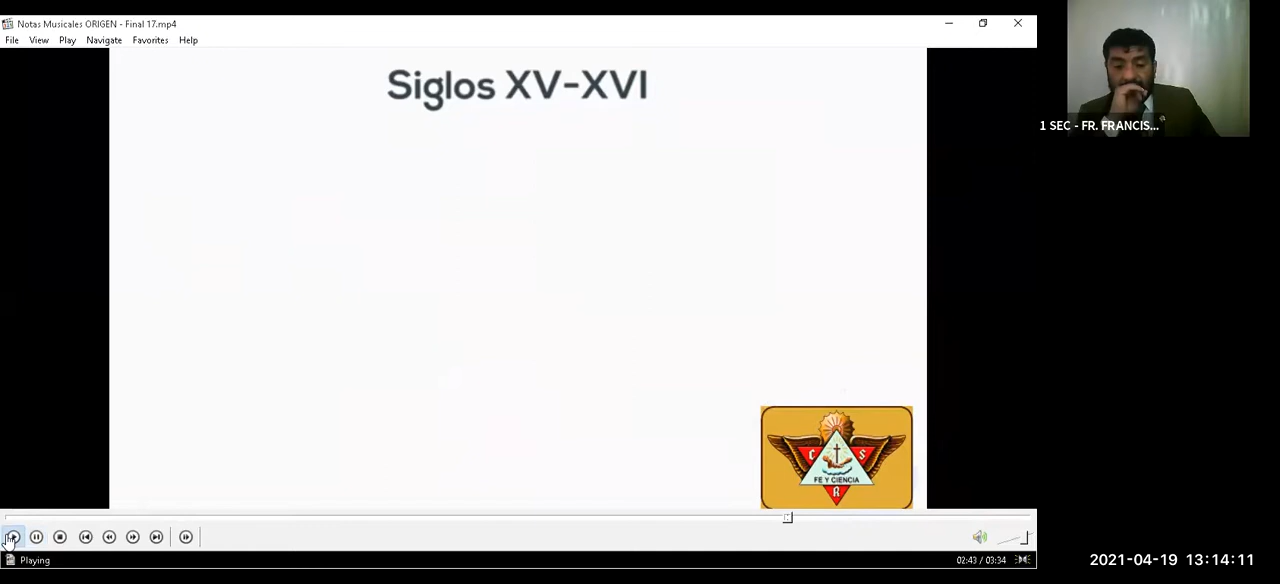 Notas Musicales ORIGEN - Final 17.mp4
File View Play Navigate Favorites Help
Siglos XV-XVI
C S
FE Y CIENCIA
R
Playing
02:43 / 03:34
1 SEC - FR. FRANCIS...
2021-04-19 13:14:11